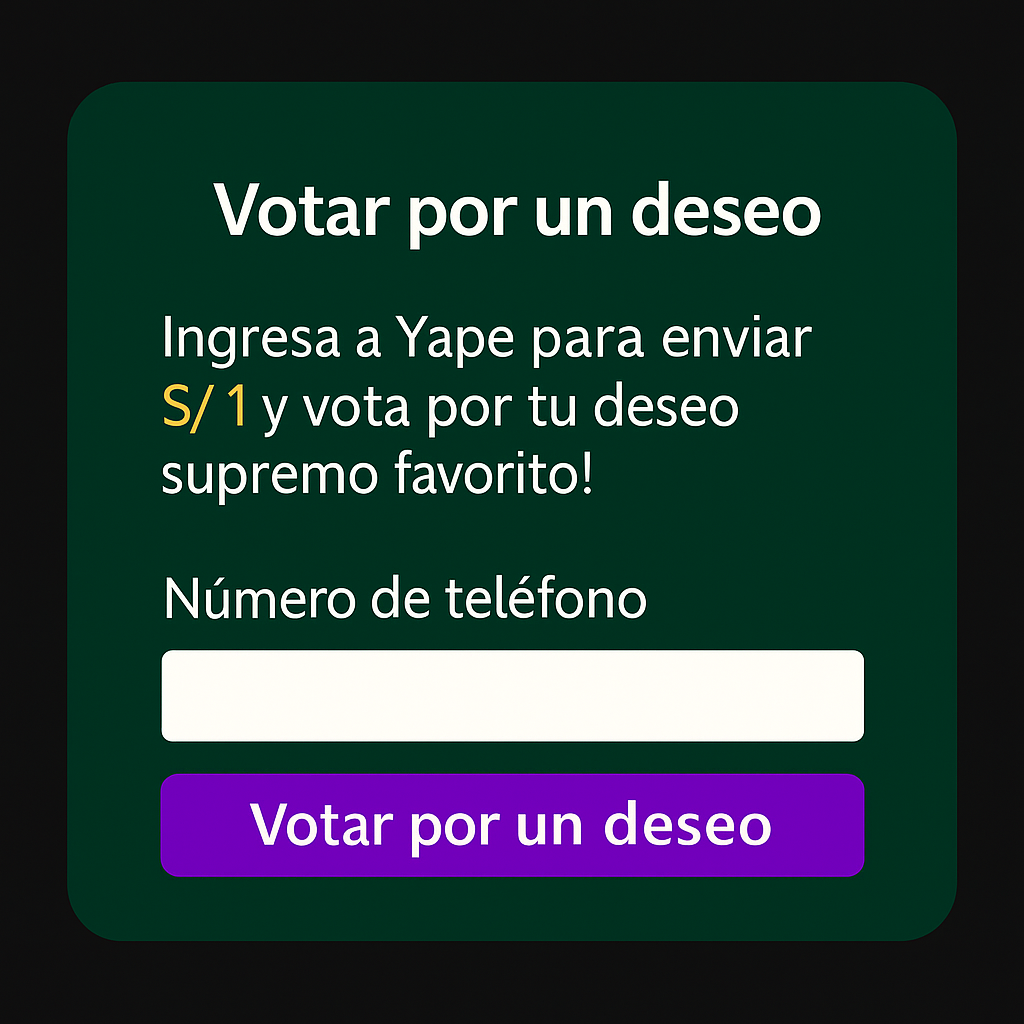 Votar por un deseo
Ingresa a Yape para enviar
S/ 1 y vota por tu deseo
supremo favorito!
Número de teléfono
Votar por un deseo